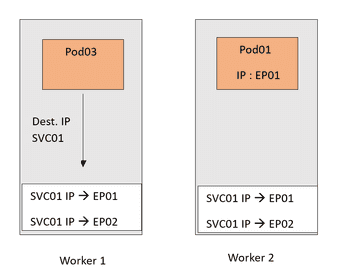 Pod03
Dest. IP
SVC01
SVC01 IP → EP01
SVC01 IP → EP02
Worker 1
Pod01
IP : EP01
SVC01 IP → EP01
SVC01 IP → EP02
Worker 2